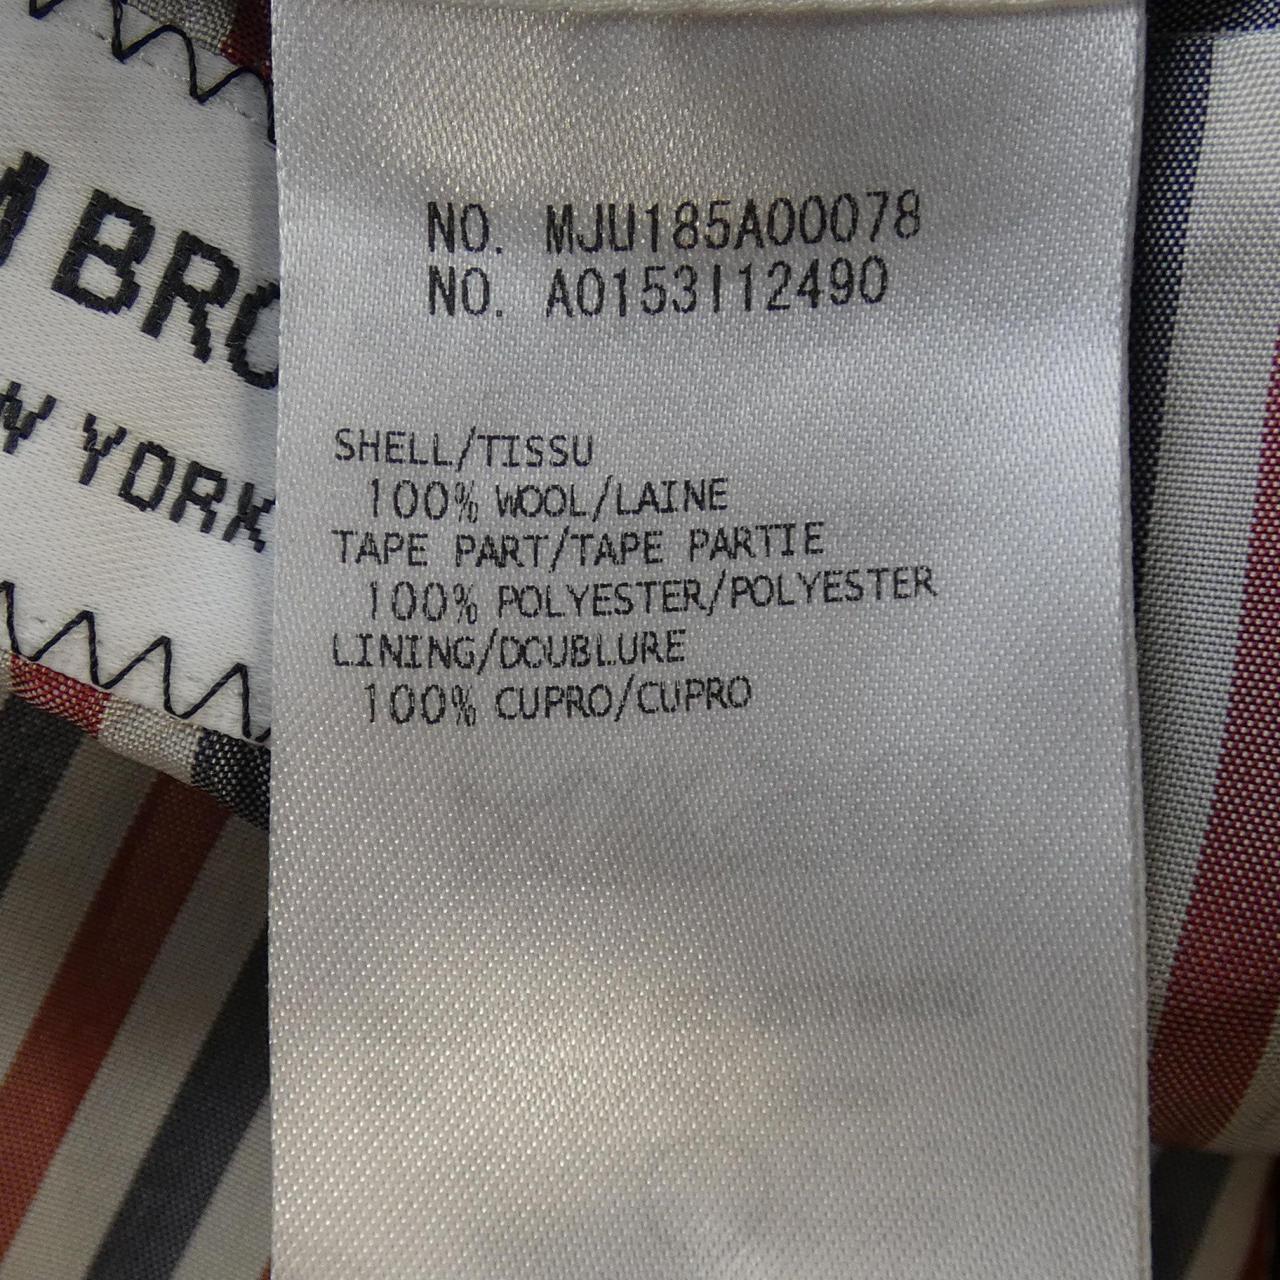 M BRO
W YORK
NO. MJU185A00078
NO. A0153112490
SHELL/TISSU
100% WOOL/LAINE
TAPE PART/TAPE PARTIE
100% POLYESTER/POLYESTER
LINING/DOUBLURE
100% CUPRO/CUPRO